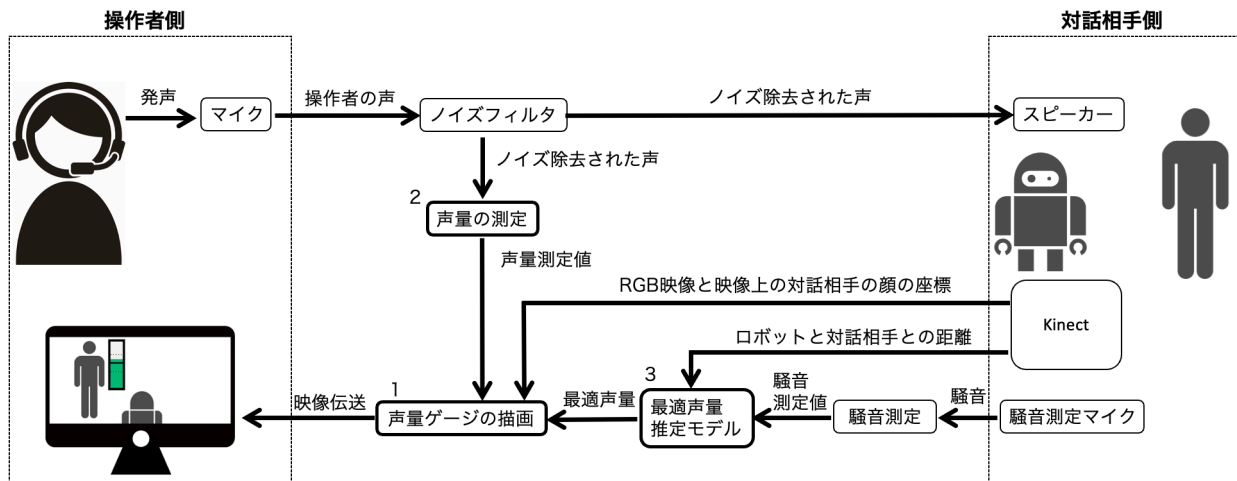 操作者側
対話相手側
発声
マイク
操作者の声
ノイズフィルタ
ノイズ除去された声
スピーカー
ノイズ除去された声
2
声量の測定
声量測定値
RGB映像と映像上の対話相手の顔の座標
Kinect
ロボットと対話相手との距離
映像伝送
1
声量ゲージの描画
最適声量
3
最適声量
推定モデル
騒音
測定値
騒音測定
騒音
騒音測定マイク